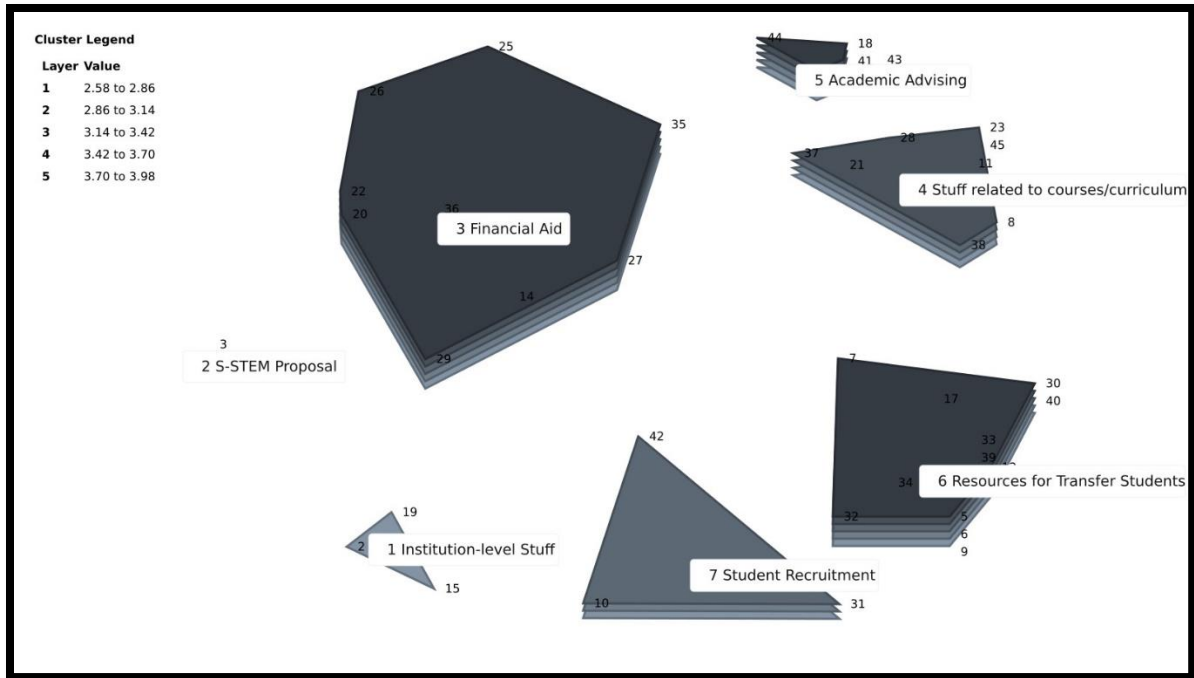 Cluster Legend
Layer Value
1 2.58 to 2.86
2 2.86 to 3.14
3 3.14 to 3.42
4 3.42 to 3.70
5 3.70 to 3.98
25
26
35
22
20
36
3 Financial Aid
27
14
29
44
18
41
43
5 Academic Advising
23
45
28
37
21
11
4 Stuff related to courses/curriculum
8
38
3
2 S-STEM Proposal
7
30
17
40
33
39
34
6 Resources for Transfer Students
32
5
6
9
42
19
2
1 Institution-level Stuff
15
7 Student Recruitment
10
31